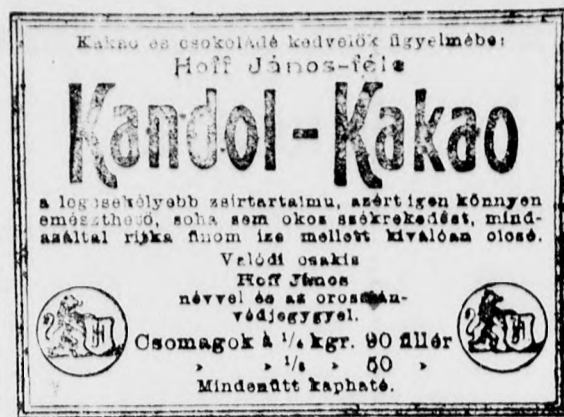 Kakao és csokoládé kedvelők figyelmébe:
Hoff János-féle
Kandol-Kakao
a legcsekélyebb zsirtartalmu, azért igen könnyen
emészthető, soha sem okoz székrekedést, mind-
azáltal ritka finom ize mellett kiválóan olcsó.
Valódi csakis
Hoff János
névvel és az oroszlán-
védjegygyel.
Csomagok à 1/4 kgr. 90 fillér
» » 1/8 » 50 »
Mindenütt kapható.
H
H